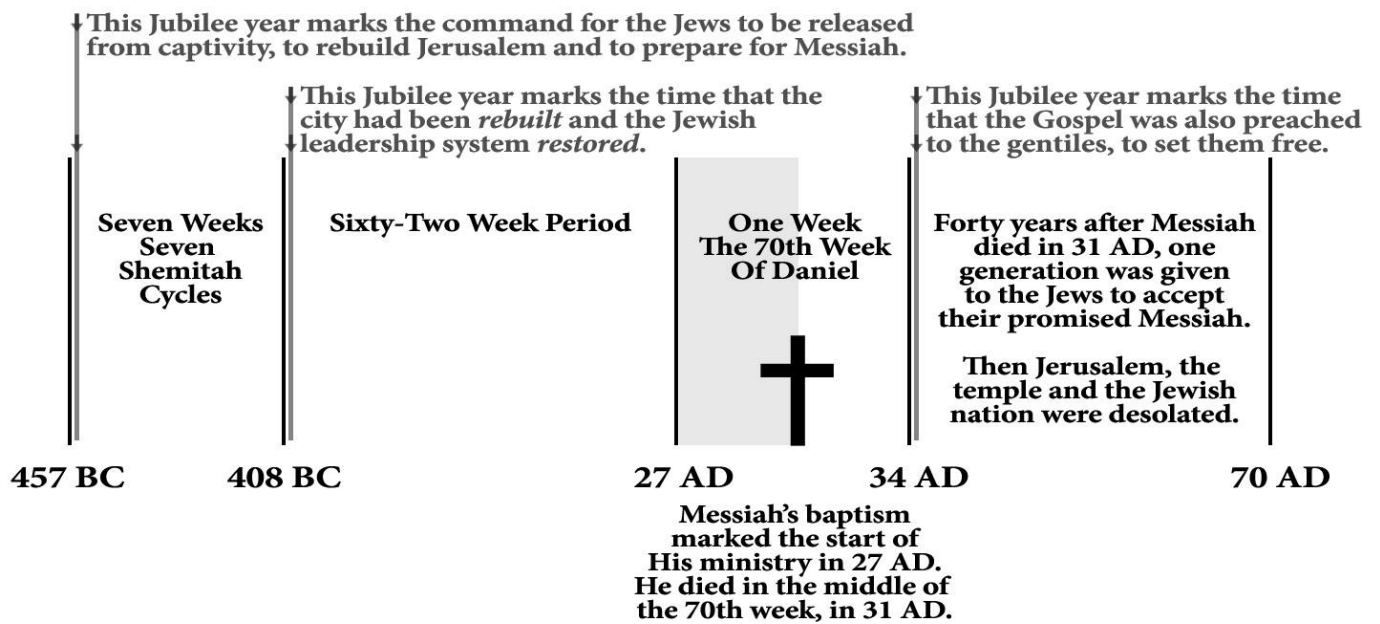 This Jubilee year marks the command for the Jews to be released
from captivity, to rebuild Jerusalem and to prepare for Messiah.
This Jubilee year marks the time that the
city had been rebuilt and the Jewish
leadership system restored.
This Jubilee year marks the time
that the Gospel was also preached
to the gentiles, to set them free.
Seven Weeks
Seven
Shemitah
Cycles
Sixty-Two Week Period
One Week
The 70th Week
Of Daniel
Forty years after Messiah
died in 31 AD, one
generation was given
to the Jews to accept
their promised Messiah.
Then Jerusalem, the
temple and the Jewish
nation were desolated.
457 BC
408 BC
27 AD
34 AD
70 AD
Messiah's baptism
marked the start of
His ministry in 27 AD.
He died in the middle of
the 70th week, in 31 AD.